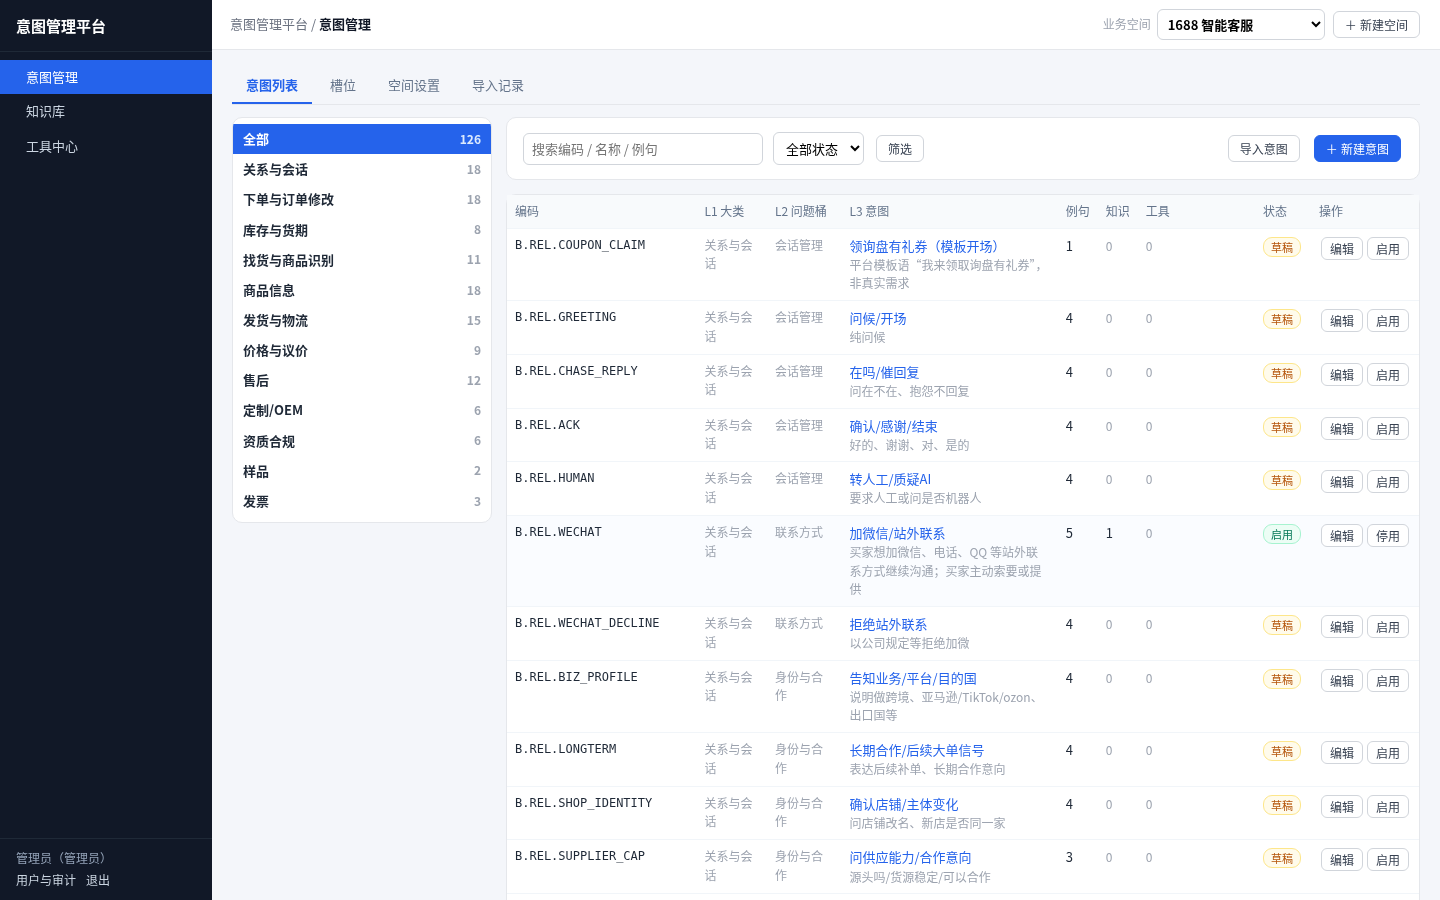 意图管理平台
意图管理
知识库
工具中心
管理员（管理员）
用户与审计 退出
意图管理平台 / 意图管理
业务空间 1688 智能客服 ＋ 新建空间
意图列表 槽位 空间设置 导入记录
全部 126
关系与会话 18
下单与订单修改 18
库存与货期 8
找货与商品识别 11
商品信息 18
发货与物流 15
价格与议价 9
售后 12
定制/OEM 6
资质合规 6
样品 2
发票 3
搜索编码 / 名称 / 例句 全部状态 筛选 导入意图 ＋ 新建意图
编码 L1 大类 L2 问题桶 L3 意图 例句 知识 工具 状态 操作
B.REL.COUPON_CLAIM 关系与会 会话管理 领询盘有礼券（模板开场） 1 0 0 草稿 编辑 启用
话 平台模板语“我来领取询盘有礼券”，
非真实需求
B.REL.GREETING 关系与会 会话管理 问候/开场 4 0 0 草稿 编辑 启用
话 纯问候
B.REL.CHASE_REPLY 关系与会 会话管理 在吗/催回复 4 0 0 草稿 编辑 启用
话 问在不在、抱怨不回复
B.REL.ACK 关系与会 会话管理 确认/感谢/结束 4 0 0 草稿 编辑 启用
话 好的、谢谢、对、是的
B.REL.HUMAN 关系与会 会话管理 转人工/质疑AI 4 0 0 草稿 编辑 启用
话 要求人工或问是否机器人
B.REL.WECHAT 关系与会 联系方式 加微信/站外联系 5 1 0 启用 编辑 停用
话 买家想加微信、电话、QQ 等站外联
系方式继续沟通；买家主动索要或提
供
B.REL.WECHAT_DECLINE 关系与会 联系方式 拒绝站外联系 4 0 0 草稿 编辑 启用
话 以公司规定等拒绝加微
B.REL.BIZ_PROFILE 关系与会 身份与合 告知业务/平台/目的国 4 0 0 草稿 编辑 启用
话 作 说明做跨境、亚马逊/TikTok/ozon、
出口国等
B.REL.LONGTERM 关系与会 身份与合 长期合作/后续大单信号 4 0 0 草稿 编辑 启用
话 作 表达后续补单、长期合作意向
B.REL.SHOP_IDENTITY 关系与会 身份与合 确认店铺/主体变化 4 0 0 草稿 编辑 启用
话 作 问店铺改名、新店是否同一家
B.REL.SUPPLIER_CAP 关系与会 身份与合 问供应能力/合作意向 3 0 0 草稿 编辑 启用
话 作 源头吗/货源稳定/可以合作